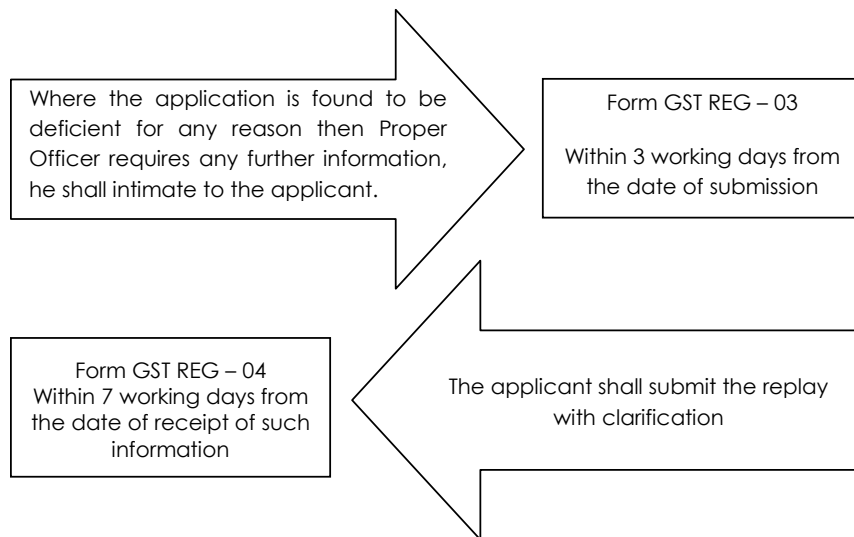 Where the application is found to be
deficient for any reason then Proper
Officer requires any further information,
he shall intimate to the applicant.
Form GST REG – 03
Within 3 working days from
the date of submission
Form GST REG – 04
Within 7 working days from
the date of receipt of such
information
The applicant shall submit the replay
with clarification